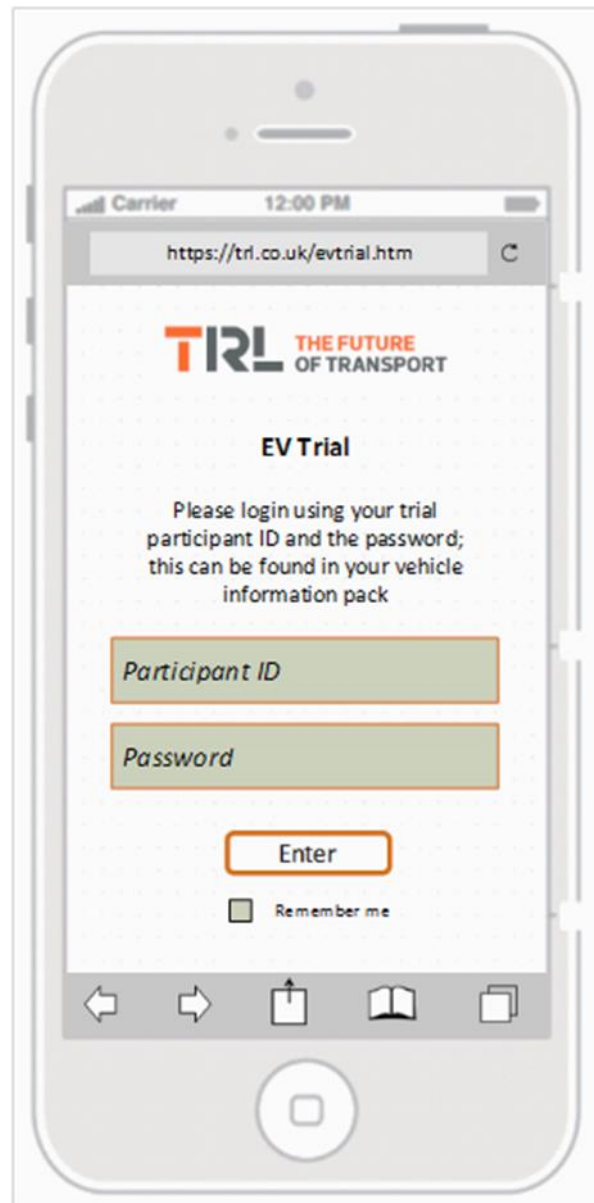 Carrier 12:00 PM
https://trl.co.uk/evtrial.htm
TRL THE FUTURE
OF TRANSPORT
EV Trial
Please login using your trial
participant ID and the password;
this can be found in your vehicle
information pack
Participant ID
Password
Enter
Remember me